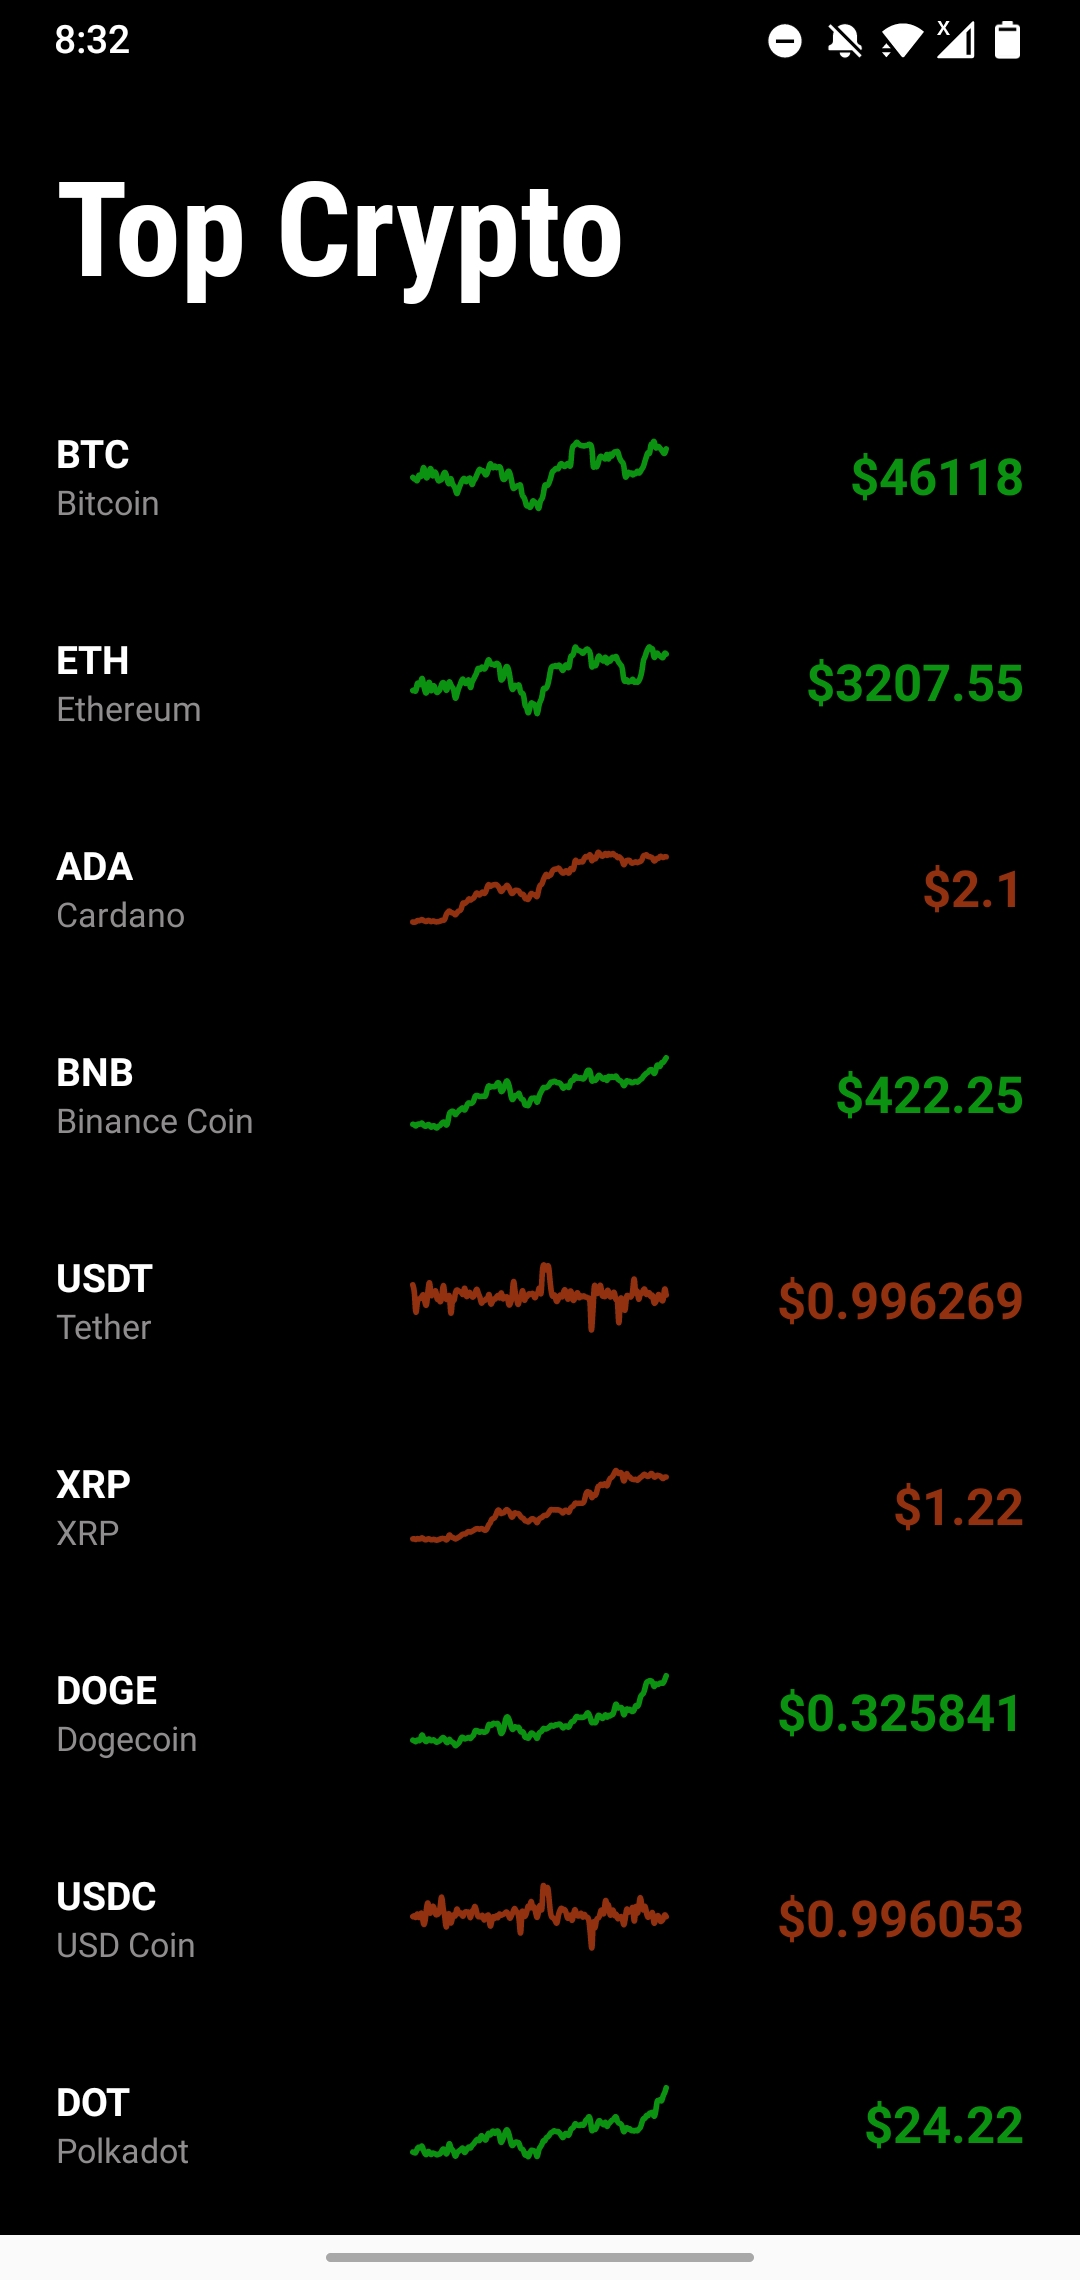 8:32
X
Top Crypto
BTC
Bitcoin
$46118
ETH
Ethereum
$3207.55
ADA
Cardano
$2.1
BNB
Binance Coin
$422.25
USDT
Tether
$0.996269
XRP
XRP
$1.22
DOGE
Dogecoin
$0.325841
USDC
USD Coin
$0.996053
DOT
Polkadot
$24.22